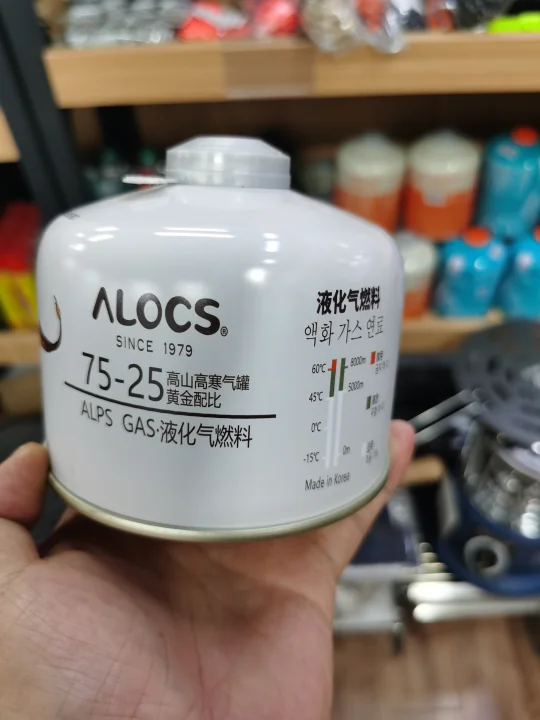 ALOCS®
SINCE 1979
75-25 高山高寒气罐
黄金配比
ALPS GAS·液化气燃料
液化气燃料
액화 가스 연료
60℃ 8000m
45℃ 5000m
0℃
-15℃ 0m
Made in Korea